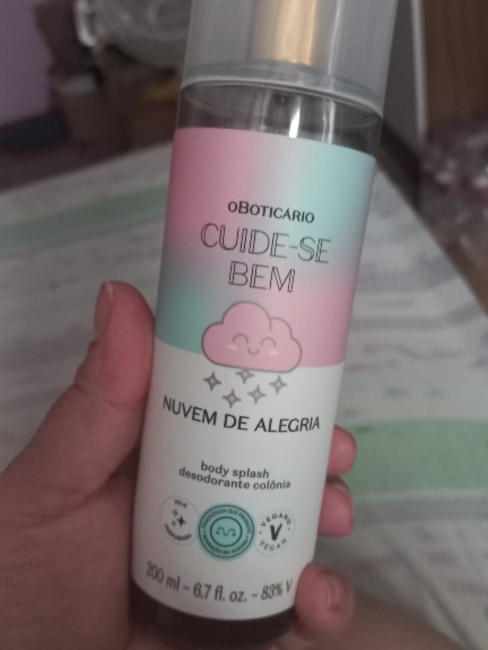 oBOTICÁRIO
CUIDE-SE
BEM
NUVEM DE ALEGRIA
body splash
desodorante colônia
VEGANO
V
VEGAN
200 ml - 6.7 fl. oz. - 83% V